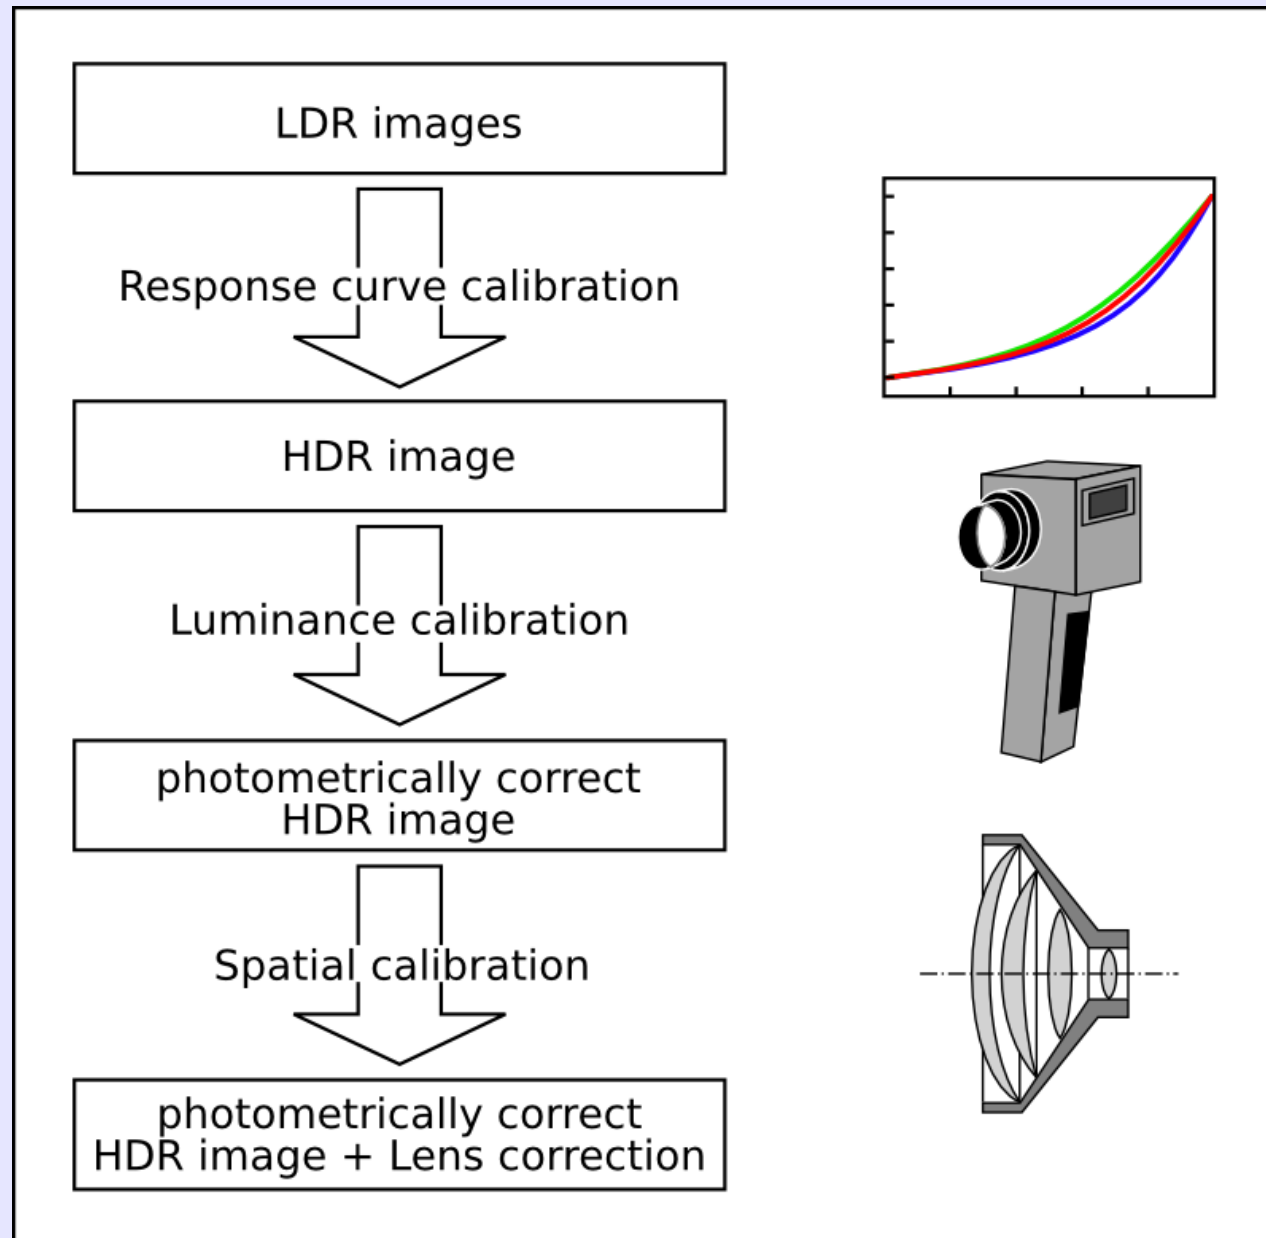 LDR images
Response curve calibration
HDR image
Luminance calibration
photometrically correct
HDR image
Spatial calibration
photometrically correct
HDR image + Lens correction